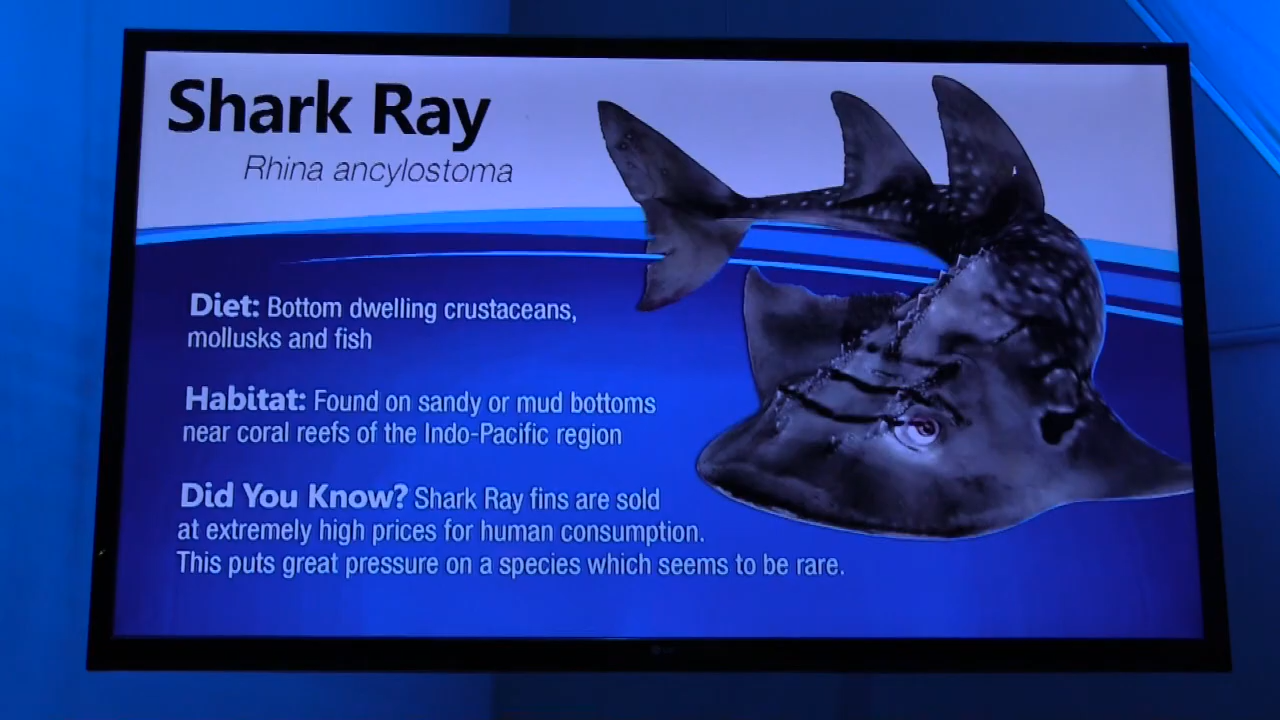 Shark Ray
Rhina ancylostoma
Diet: Bottom dwelling crustaceans,
mollusks and fish
Habitat: Found on sandy or mud bottoms
near coral reefs of the Indo-Pacific region
Did You Know? Shark Ray fins are sold
at extremely high prices for human consumption.
This puts great pressure on a species which seems to be rare.
LG